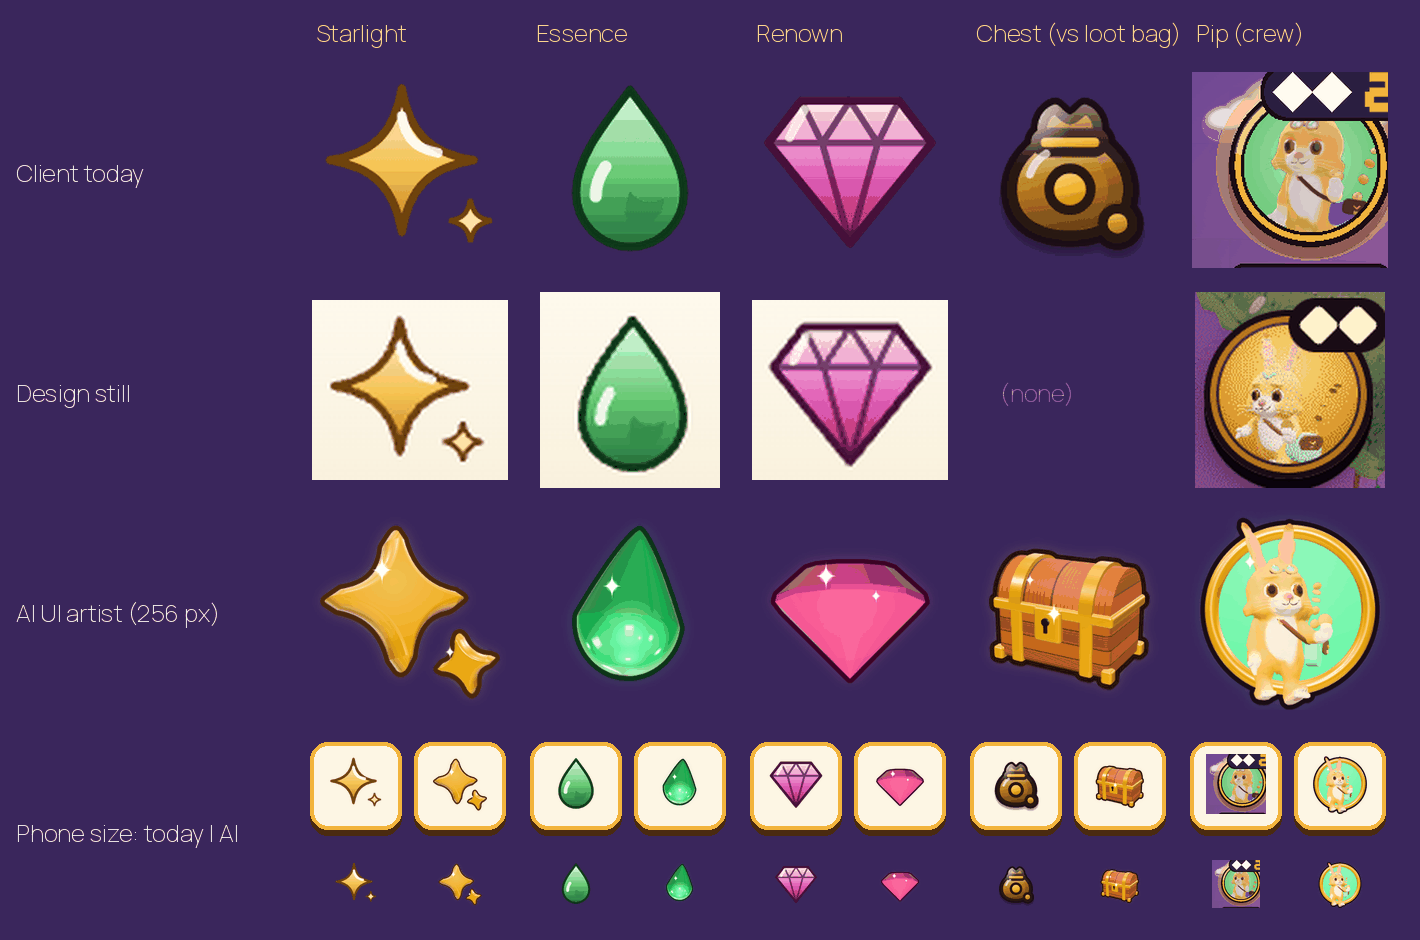 Starlight Essence Renown Chest (vs loot bag) Pip (crew)
2
Client today
Design still (none)
AI UI artist (256 px)
Phone size: today | AI